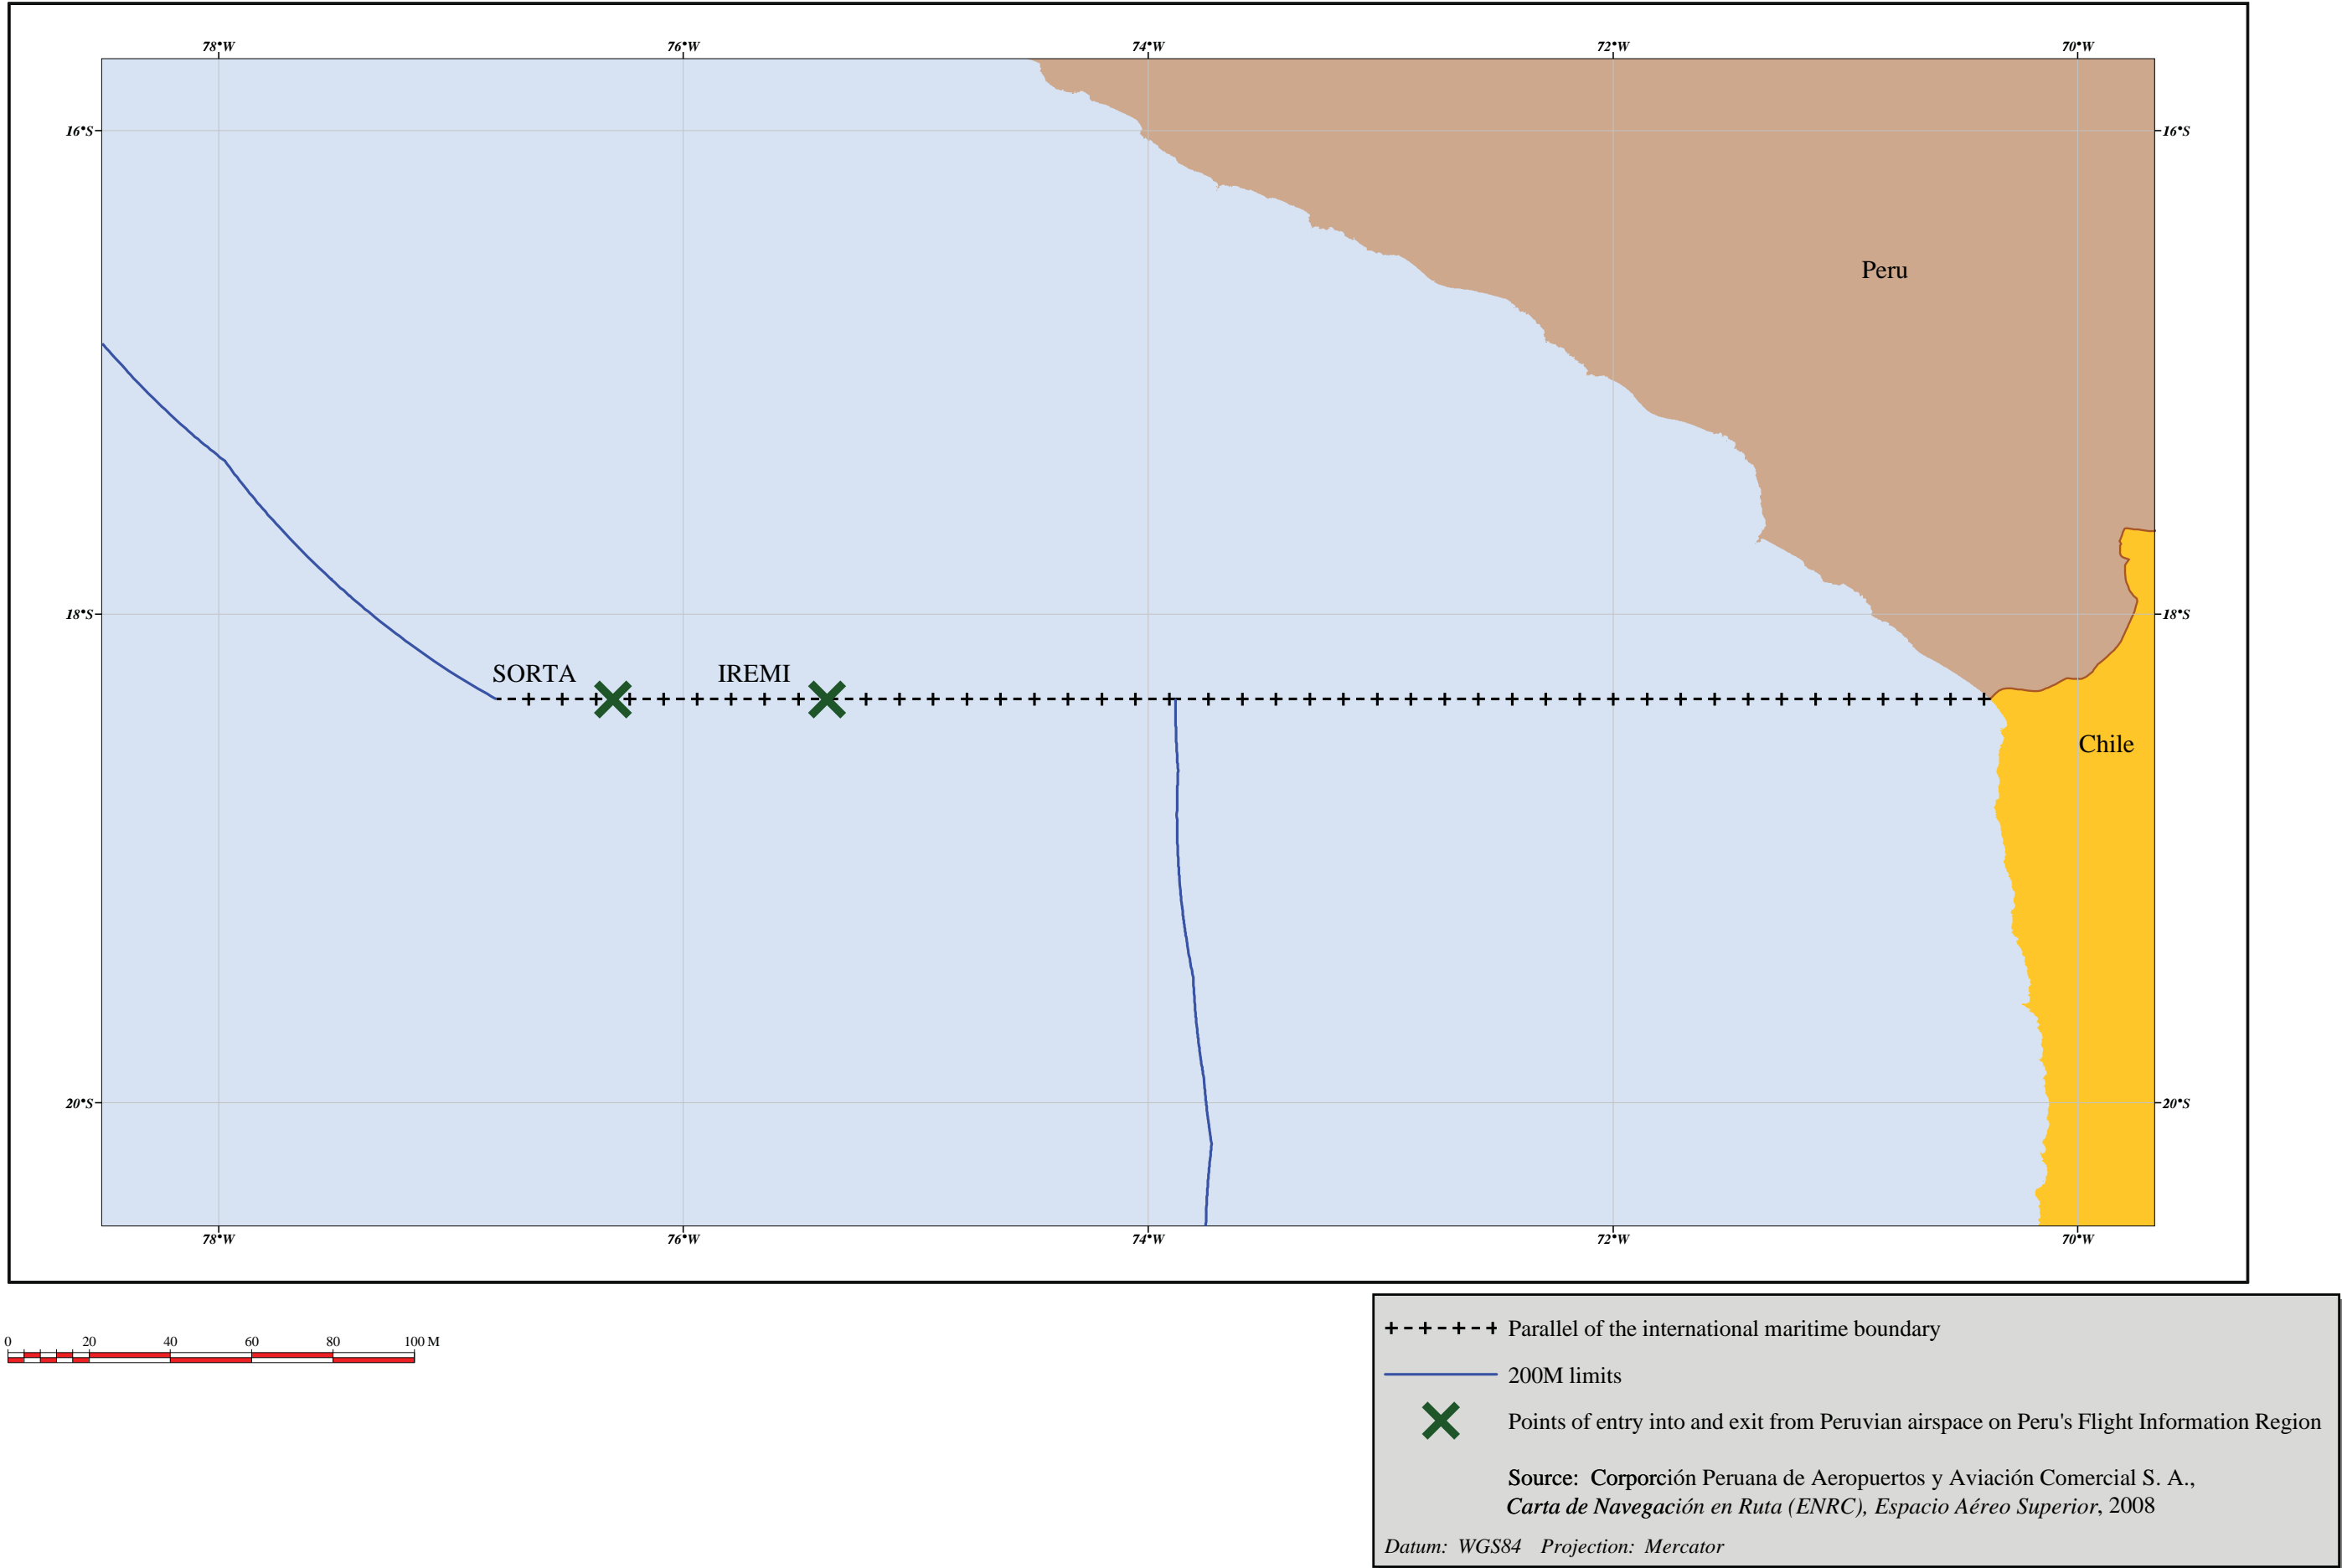 78°W 76°W 74°W 72°W 70°W
16°S 16°S
Peru
18°S 18°S
SORTA IREMI
Chile
20°S 20°S
78°W 76°W 74°W 72°W 70°W
0 20 40 60 80 100 M
Parallel of the international maritime boundary
200M limits
Points of entry into and exit from Peruvian airspace on Peru's Flight Information Region
Source: Corporción Peruana de Aeropuertos y Aviación Comercial S. A.,
Carta de Navegación en Ruta (ENRC), Espacio Aéreo Superior, 2008
Datum: WGS84 Projection: Mercator